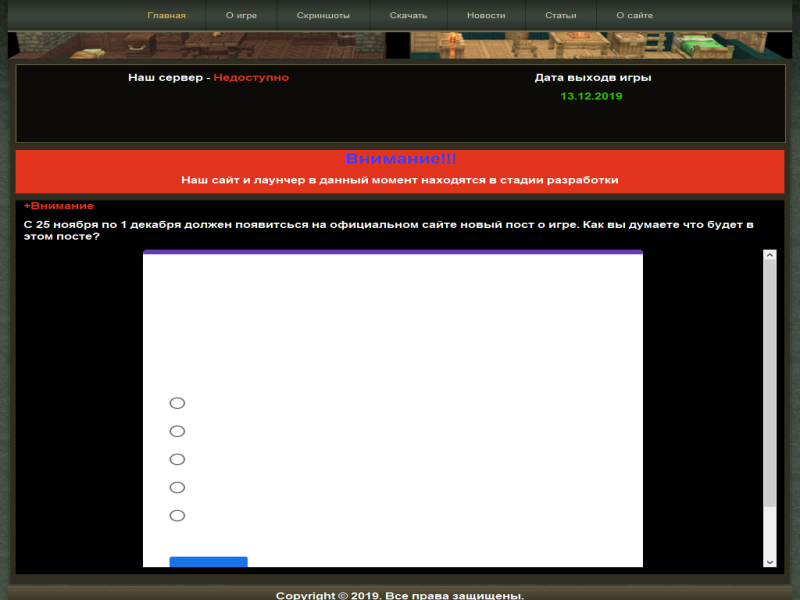 Главная О игре Скриншоты Скачать Новости Статьи О сайте
Наш сервер - Недоступно
Дата выходв игры
13.12.2019
Внимание!!!
Наш сайт и лаунчер в данный момент находятся в стадии разработки
+Внимание
С 25 ноября по 1 декабря должен появитсься на официальном сайте новый пост о игре. Как вы думаете что будет в
этом посте?
Copyright © 2019. Все права защищены.